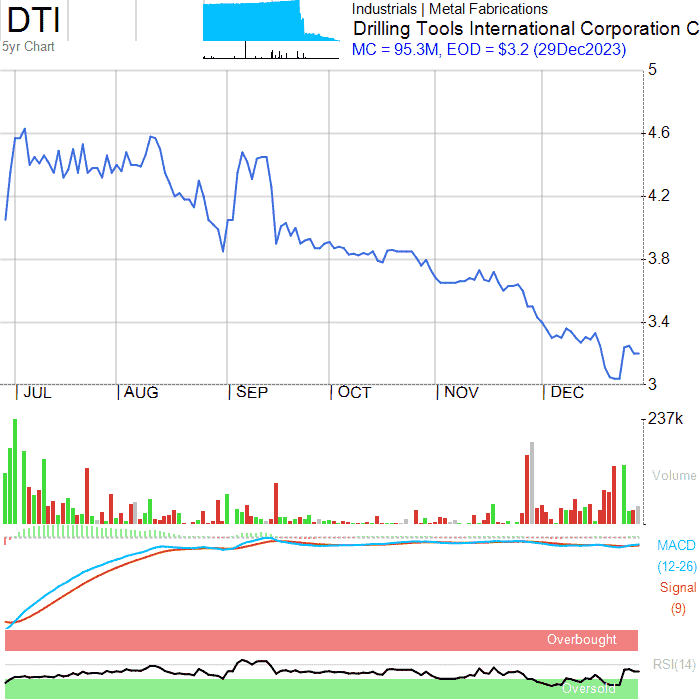 DTI
5yr Chart
Industrials | Metal Fabrications
Drilling Tools International Corporation C
MC = 95.3M, EOD = $3.2 (29Dec2023)
5
4.6
4.2
3.8
3.4
3
JUL AUG SEP OCT NOV DEC
237k
Volume
MACD
(12-26)
Signal
(9)
Overbought
RSI(14)
Oversold